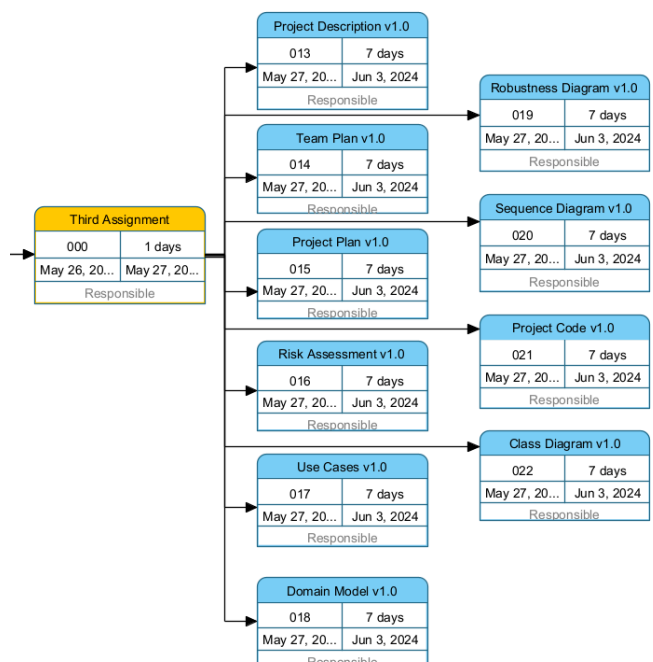 Third Assignment
000 1 days
May 26, 20... May 27, 20...
Responsible
Project Description v1.0
013 7 days
May 27, 20... Jun 3, 2024
Responsible
Team Plan v1.0
014 7 days
May 27, 20... Jun 3, 2024
Responsible
Project Plan v1.0
015 7 days
May 27, 20... Jun 3, 2024
Responsible
Risk Assessment v1.0
016 7 days
May 27, 20... Jun 3, 2024
Responsible
Use Cases v1.0
017 7 days
May 27, 20... Jun 3, 2024
Responsible
Domain Model v1.0
018 7 days
May 27, 20... Jun 3, 2024
Responsible
Robustness Diagram v1.0
019 7 days
May 27, 20... Jun 3, 2024
Responsible
Sequence Diagram v1.0
020 7 days
May 27, 20... Jun 3, 2024
Responsible
Project Code v1.0
021 7 days
May 27, 20... Jun 3, 2024
Responsible
Class Diagram v1.0
022 7 days
May 27, 20... Jun 3, 2024
Responsible